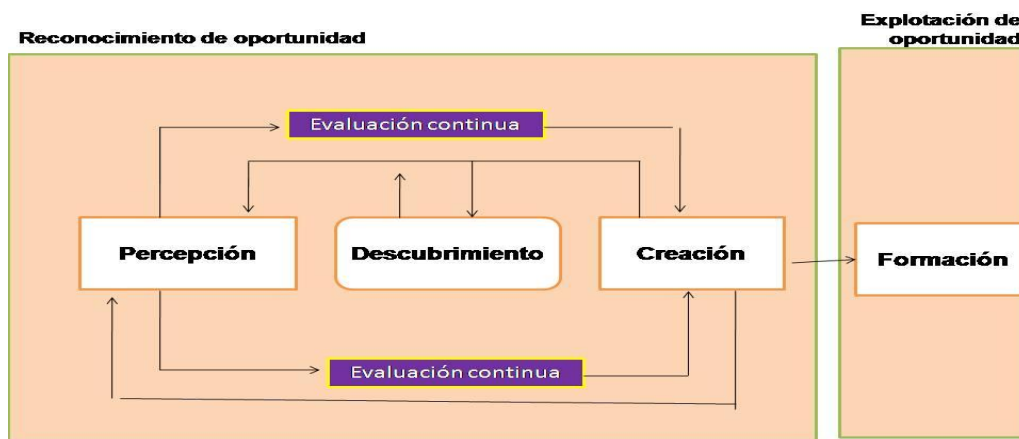 Reconocimiento de oportunidad
Explotación de
oportunidad
Evaluación continua
Percepción
Descubrimiento
Creación
Formación
Evaluación continua